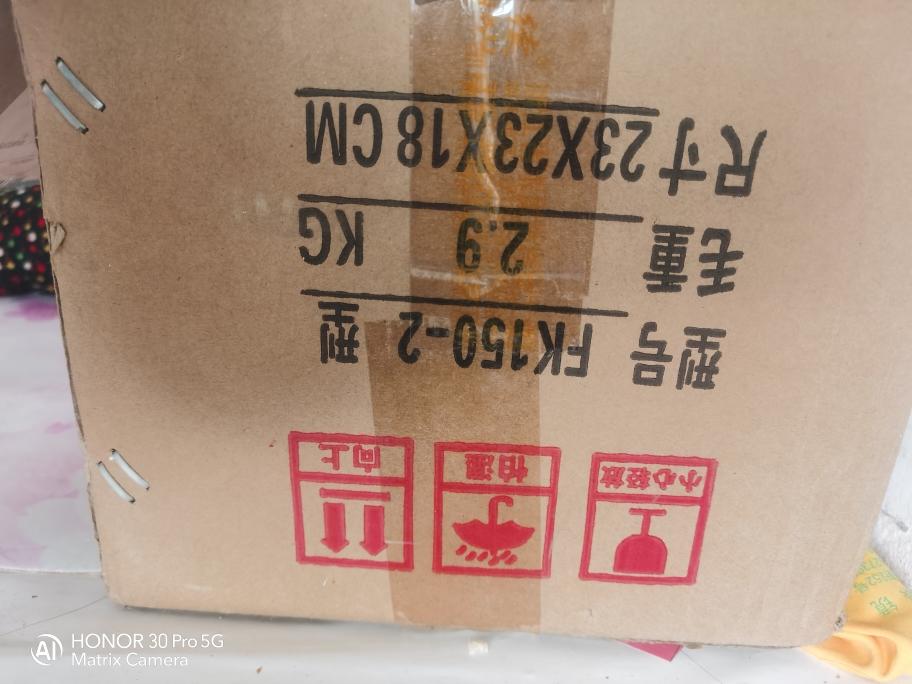 小心轻放 怕湿 向上
型号 FK150-2 型
毛重 2.9 KG
尺寸 23X23X18 CM
AI HONOR 30 Pro 5G
Matrix Camera